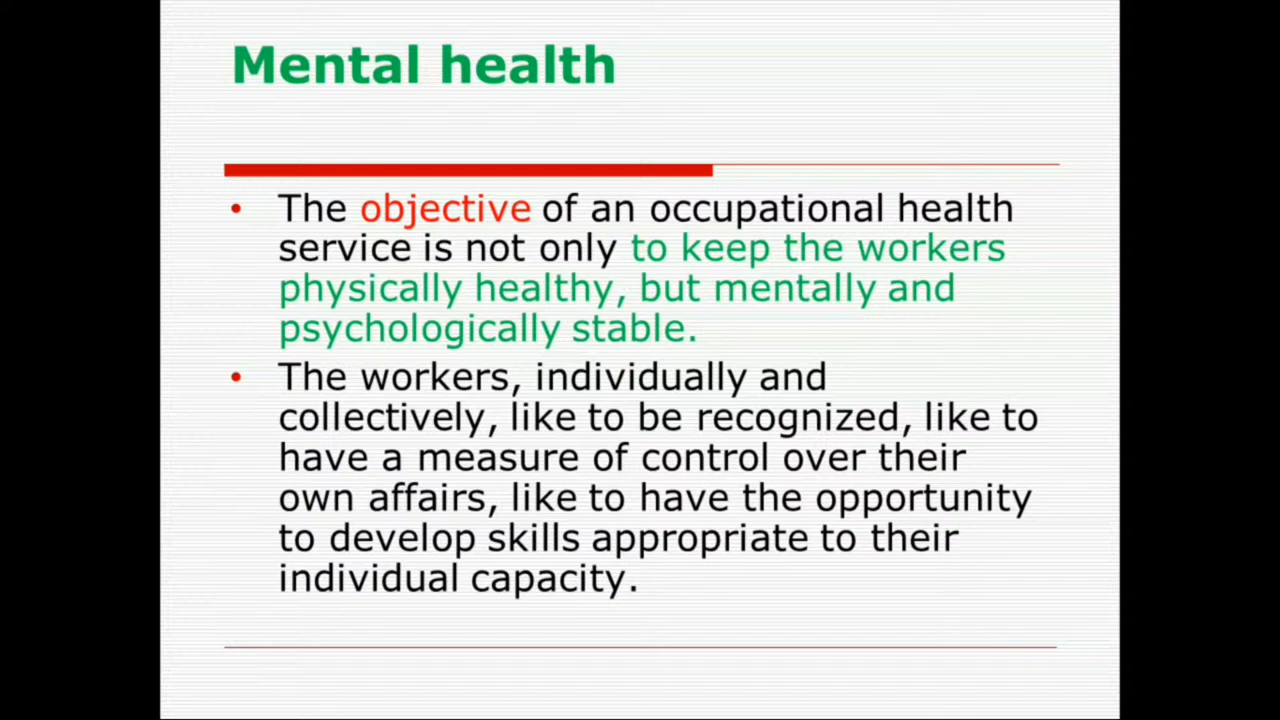 Mental health
• The objective of an occupational health
service is not only to keep the workers
physically healthy, but mentally and
psychologically stable.
• The workers, individually and
collectively, like to be recognized, like to
have a measure of control over their
own affairs, like to have the opportunity
to develop skills appropriate to their
individual capacity.